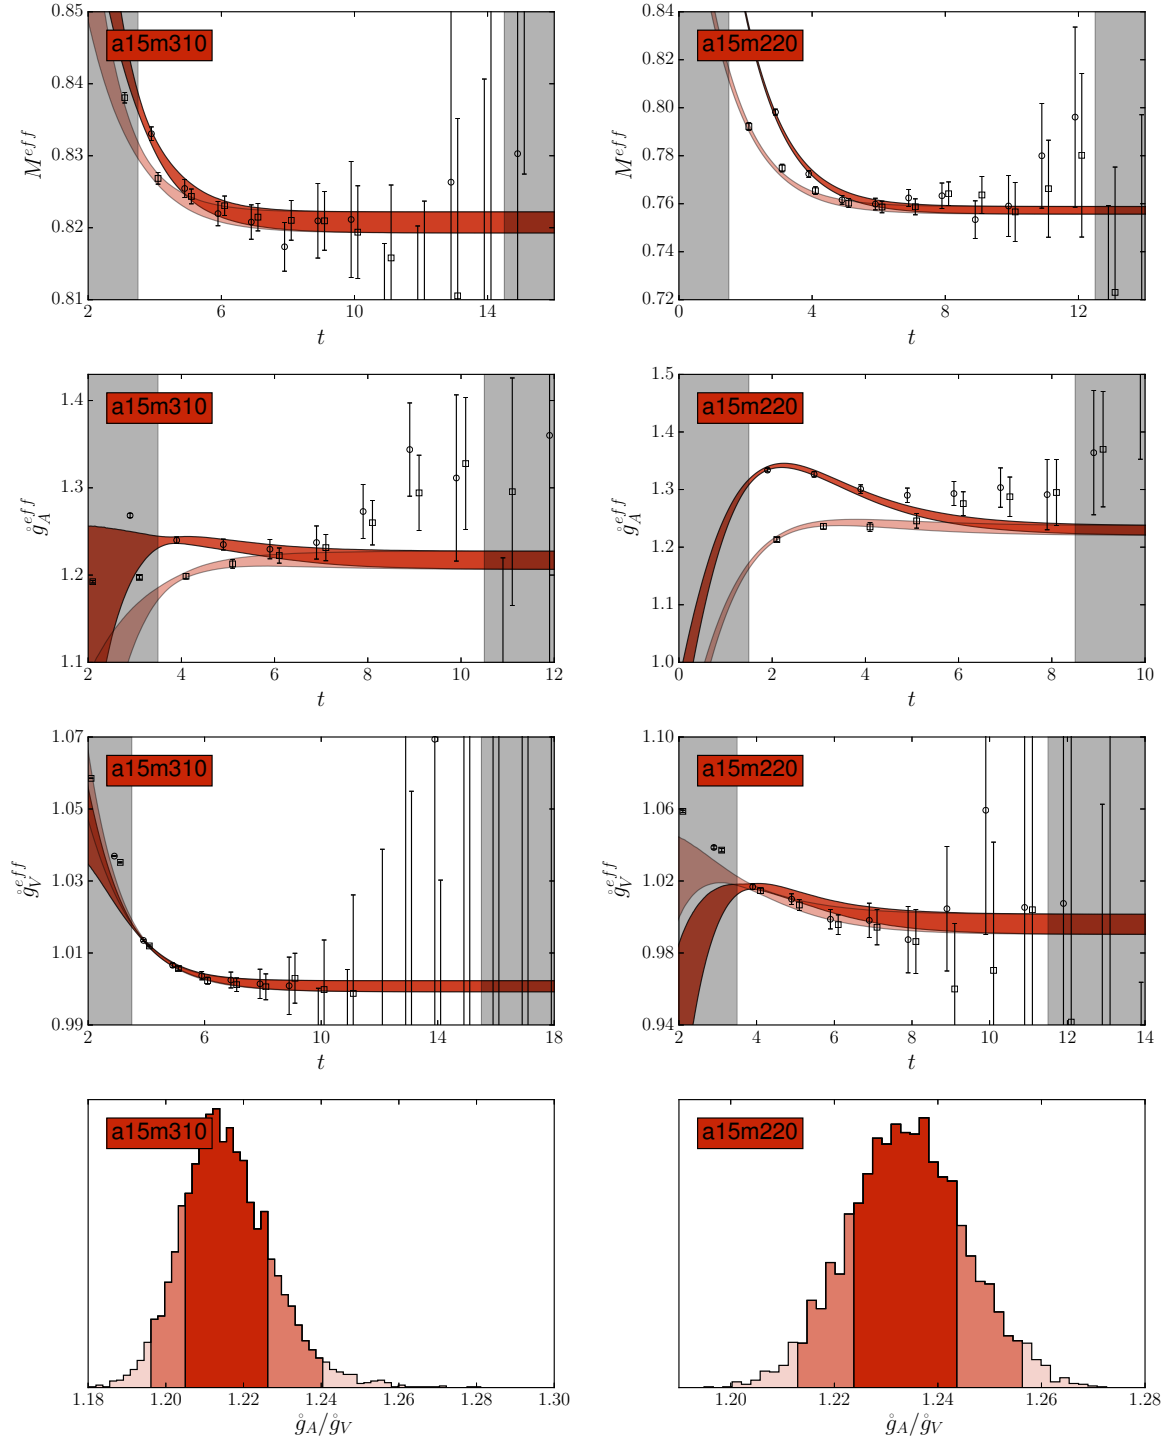 0.85
0.84
0.83
0.82
0.81
M^{eff}
a15m310
2 6 10 14
t
0.84
0.82
0.80
0.78
0.76
0.74
0.72
M^{eff}
a15m220
0 4 8 12
t
1.4
1.3
1.2
1.1
g̊_A^{eff}
a15m310
2 4 6 8 10 12
t
1.5
1.4
1.3
1.2
1.1
1.0
g̊_A^{eff}
a15m220
0 2 4 6 8 10
t
1.07
1.05
1.03
1.01
0.99
g̊_V^{eff}
a15m310
2 6 10 14 18
t
1.10
1.06
1.02
0.98
0.94
g̊_V^{eff}
a15m220
2 4 6 8 10 12 14
t
a15m310
1.18 1.20 1.22 1.24 1.26 1.28 1.30
g̊_A/g̊_V
a15m220
1.20 1.22 1.24 1.26 1.28
g̊_A/g̊_V